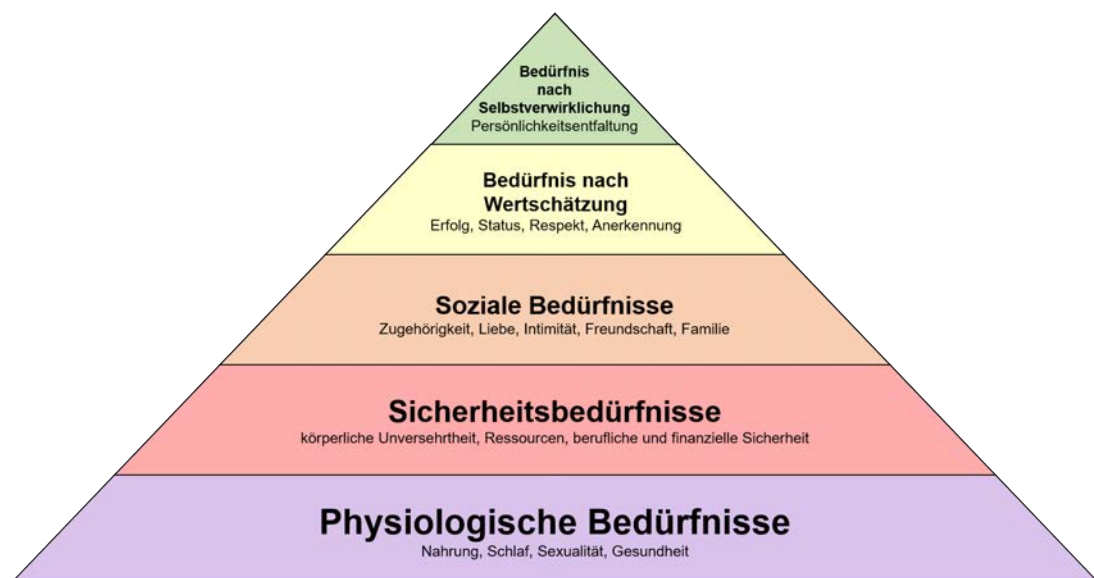 Bedürfnis
nach
Selbstverwirklichung
Persönlichkeitsentfaltung
Bedürfnis nach
Wertschätzung
Erfolg, Status, Respekt, Anerkennung
Soziale Bedürfnisse
Zugehörigkeit, Liebe, Intimität, Freundschaft, Familie
Sicherheitsbedürfnisse
körperliche Unversehrtheit, Ressourcen, berufliche und finanzielle Sicherheit
Physiologische Bedürfnisse
Nahrung, Schlaf, Sexualität, Gesundheit